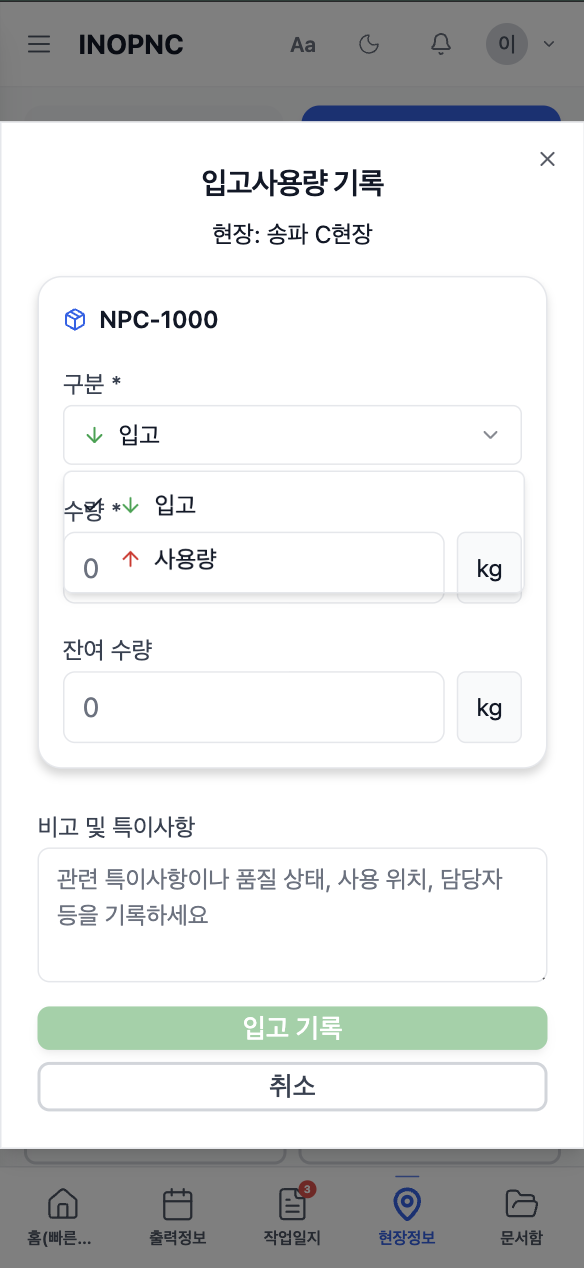 INOPNC
Aa
이
입고사용량 기록
현장: 송파 C현장
NPC-1000
구분 *
입고
수량 *
입고
사용량
0
kg
잔여 수량
0
kg
비고 및 특이사항
관련 특이사항이나 품질 상태, 사용 위치, 담당자
등을 기록하세요
입고 기록
취소
3
홈(빠른...
출력정보
작업일지
현장정보
문서함